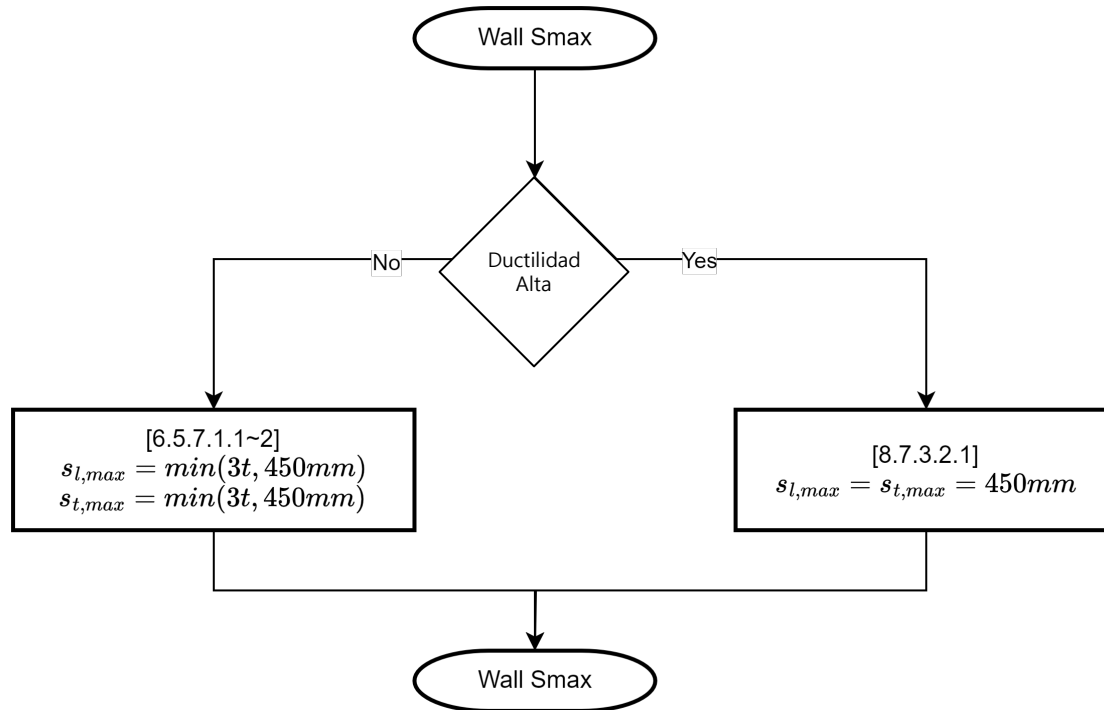 Wall Smax
Ductilidad
Alta
No
Yes
[6.5.7.1.1~2]
s_{l,max} = min(3t, 450mm)
s_{t,max} = min(3t, 450mm)
[8.7.3.2.1]
s_{l,max} = s_{t,max} = 450mm
Wall Smax